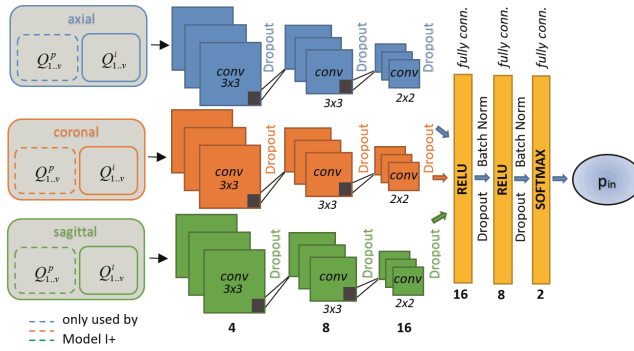 axial
Q^p_{1..v} Q^i_{1..v}
conv
3x3
Dropout
3x3
Dropout
conv
2x2
Dropout
coronal
Q^p_{1..v} Q^i_{1..v}
conv
3x3
Dropout
conv
3x3
Dropout
conv
2x2
Dropout
sagittal
Q^p_{1..v} Q^i_{1..v}
conv
3x3
Dropout
conv
3x3
Dropout
conv
2x2
Dropout
conv
4
8
16
fully conn.
RELU
16
Dropout
Batch Norm
fully conn.
RELU
8
Dropout
Batch Norm
fully conn.
SOFTMAX
2
p_in
only used by
Model I+